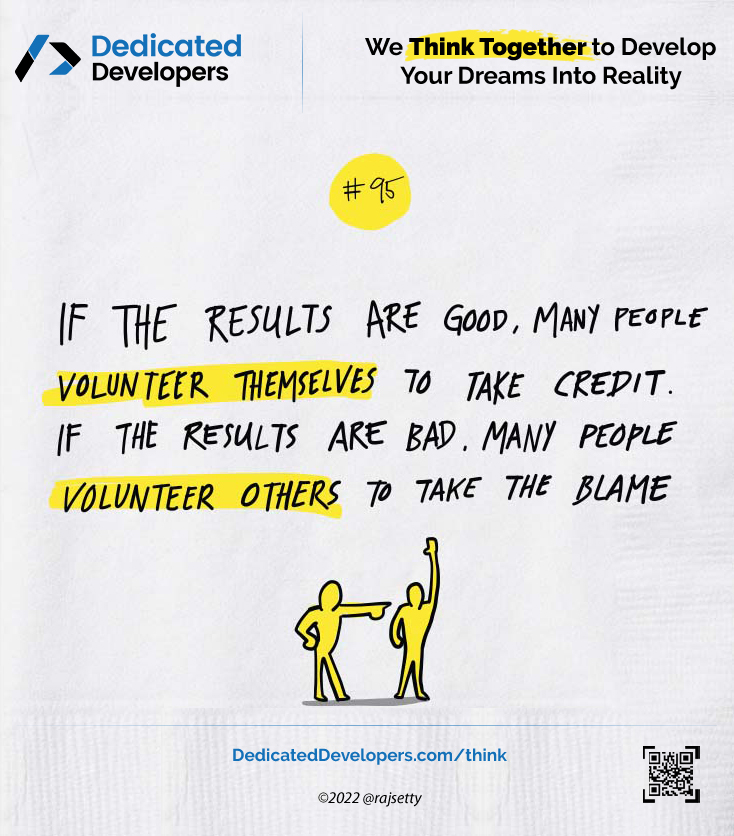 Dedicated
Developers
We Think Together to Develop
Your Dreams Into Reality
#95
IF THE RESULTS ARE GOOD, MANY PEOPLE
VOLUNTEER THEMSELVES TO TAKE CREDIT.
IF THE RESULTS ARE BAD, MANY PEOPLE
VOLUNTEER OTHERS TO TAKE THE BLAME
DedicatedDevelopers.com/think
©2022 @rajsetty